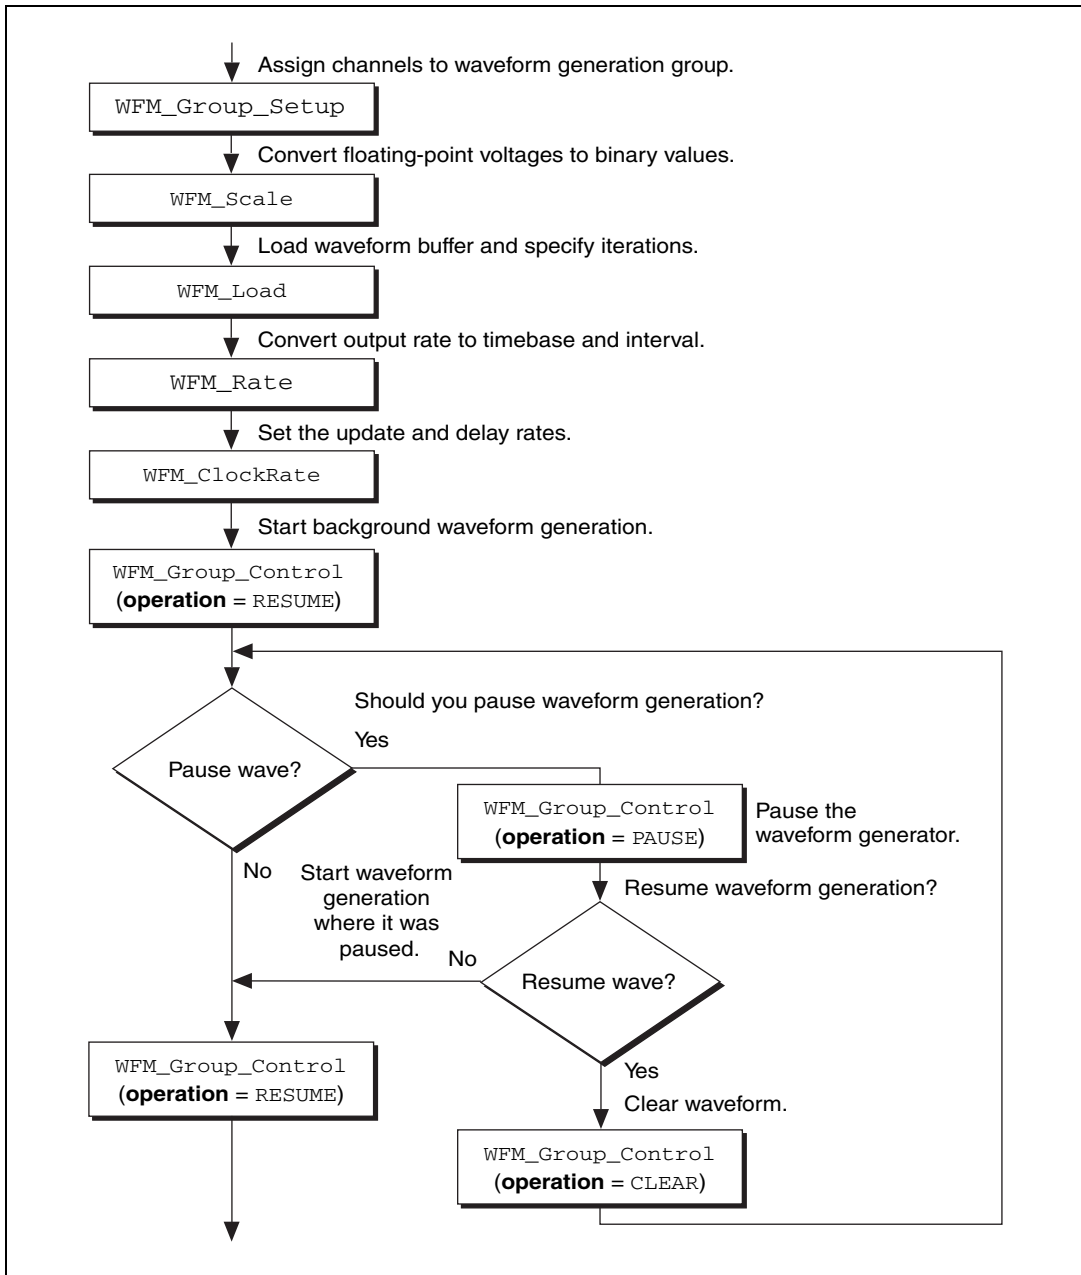 Assign channels to waveform generation group.
WFM_Group_Setup
Convert floating-point voltages to binary values.
WFM_Scale
Load waveform buffer and specify iterations.
WFM_Load
Convert output rate to timebase and interval.
WFM_Rate
Set the update and delay rates.
WFM_ClockRate
Start background waveform generation.
WFM_Group_Control
(operation = RESUME)
Should you pause waveform generation?
Yes
Pause wave?
WFM_Group_Control
(operation = PAUSE)
Pause the
waveform generator.
No
Start waveform
generation
where it was
paused.
Resume waveform generation?
No
Resume wave?
WFM_Group_Control
(operation = RESUME)
Yes
Clear waveform.
WFM_Group_Control
(operation = CLEAR)